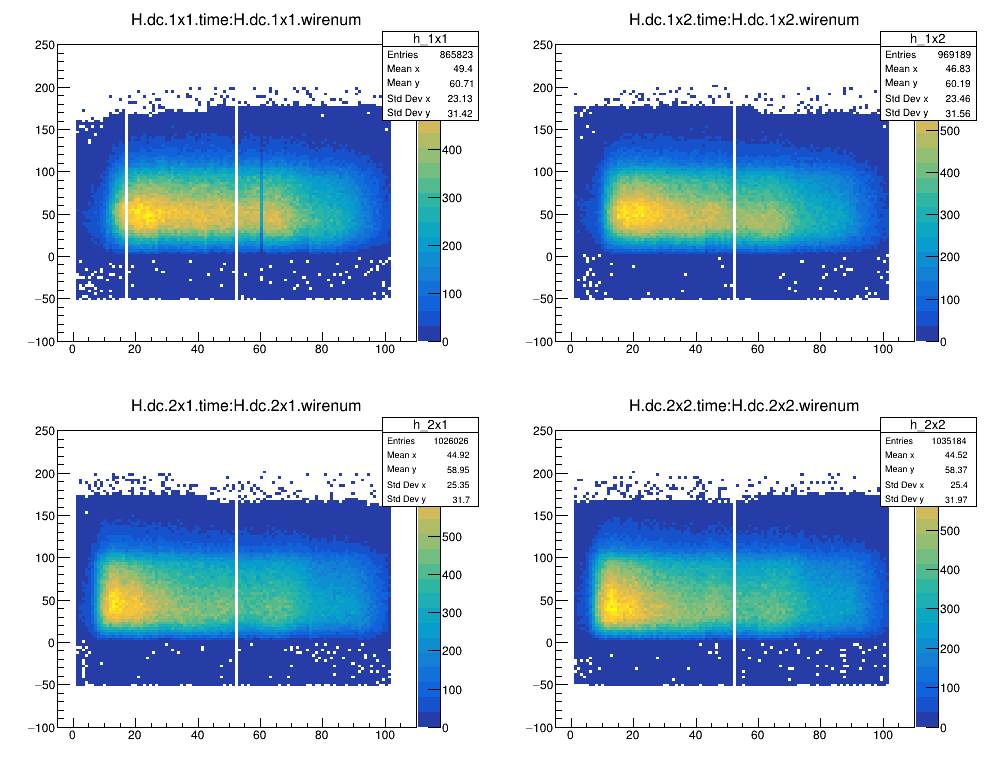 H.dc.1x1.time:H.dc.1x1.wirenum
h_1x1
Entries 865823
Mean x 49.4
Mean y 60.71
Std Dev x 23.13
Std Dev y 31.42
250
200
150
100
50
0
−50
−100
0 20 40 60 80 100
400
300
200
100
0
H.dc.1x2.time:H.dc.1x2.wirenum
h_1x2
Entries 969189
Mean x 46.83
Mean y 60.19
Std Dev x 23.46
Std Dev y 31.56
250
200
150
100
50
0
−50
−100
0 20 40 60 80 100
500
400
300
200
100
0
H.dc.2x1.time:H.dc.2x1.wirenum
h_2x1
Entries 1026026
Mean x 44.92
Mean y 58.95
Std Dev x 25.35
Std Dev y 31.7
250
200
150
100
50
0
−50
−100
0 20 40 60 80 100
500
400
300
200
100
0
H.dc.2x2.time:H.dc.2x2.wirenum
h_2x2
Entries 1035184
Mean x 44.52
Mean y 58.37
Std Dev x 25.4
Std Dev y 31.97
250
200
150
100
50
0
−50
−100
0 20 40 60 80 100
500
400
300
200
100
0